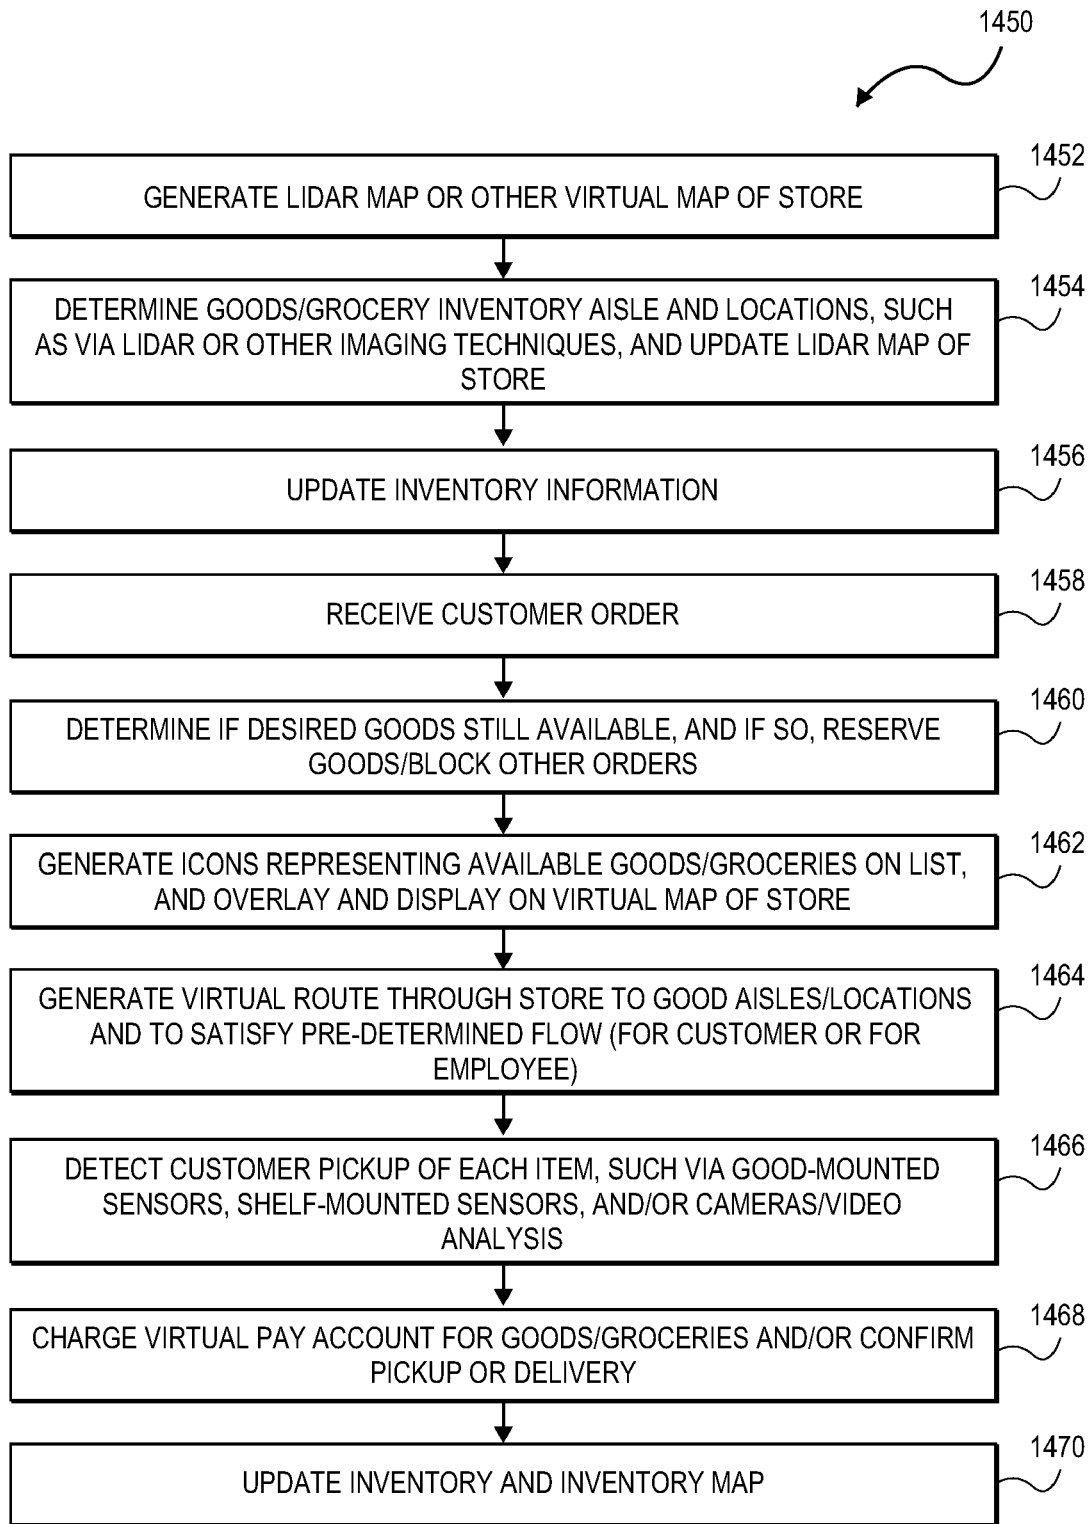 1450
1452
GENERATE LIDAR MAP OR OTHER VIRTUAL MAP OF STORE
1454
DETERMINE GOODS/GROCERY INVENTORY AISLE AND LOCATIONS, SUCH
AS VIA LIDAR OR OTHER IMAGING TECHNIQUES, AND UPDATE LIDAR MAP OF
STORE
1456
UPDATE INVENTORY INFORMATION
1458
RECEIVE CUSTOMER ORDER
1460
DETERMINE IF DESIRED GOODS STILL AVAILABLE, AND IF SO, RESERVE
GOODS/BLOCK OTHER ORDERS
1462
GENERATE ICONS REPRESENTING AVAILABLE GOODS/GROCERIES ON LIST,
AND OVERLAY AND DISPLAY ON VIRTUAL MAP OF STORE
1464
GENERATE VIRTUAL ROUTE THROUGH STORE TO GOOD AISLES/LOCATIONS
AND TO SATISFY PRE-DETERMINED FLOW (FOR CUSTOMER OR FOR
EMPLOYEE)
1466
DETECT CUSTOMER PICKUP OF EACH ITEM, SUCH VIA GOOD-MOUNTED
SENSORS, SHELF-MOUNTED SENSORS, AND/OR CAMERAS/VIDEO
ANALYSIS
1468
CHARGE VIRTUAL PAY ACCOUNT FOR GOODS/GROCERIES AND/OR CONFIRM
PICKUP OR DELIVERY
1470
UPDATE INVENTORY AND INVENTORY MAP